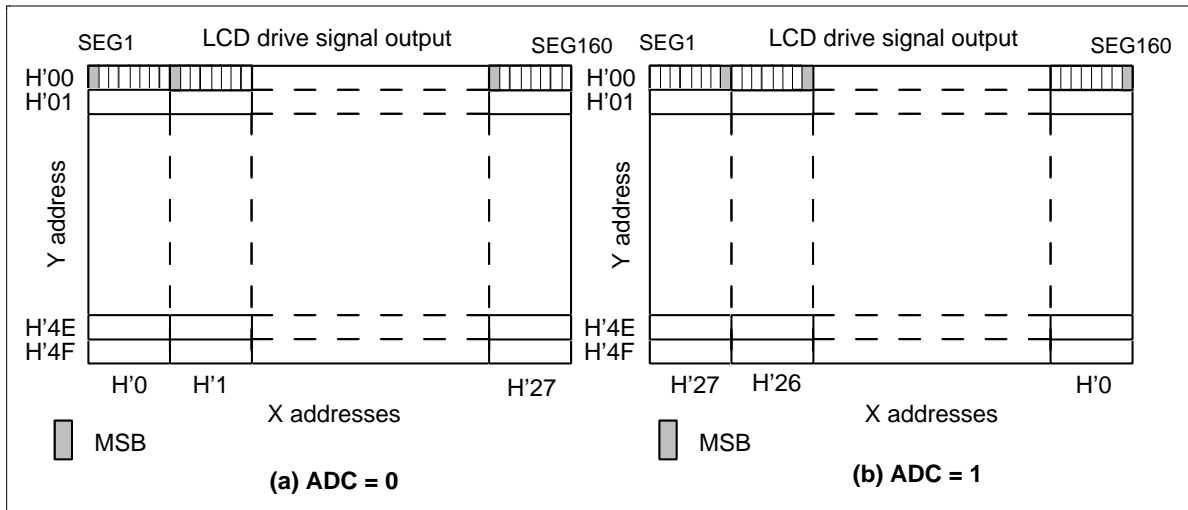 SEG1 LCD drive signal output SEG160
H'00
H'01
Y address
H'4E
H'4F
H'0 H'1 H'27
X addresses
MSB
(a) ADC = 0
SEG1 LCD drive signal output SEG160
H'00
H'01
Y address
H'4E
H'4F
H'27 H'26 H'0
X addresses
MSB
(b) ADC = 1